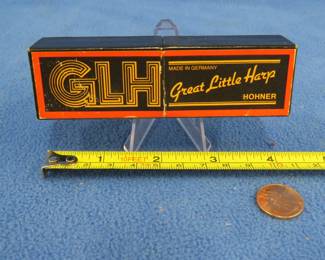 GLH
MADE IN GERMANY
Great Little Harp
HOHNER
1 2 3 4